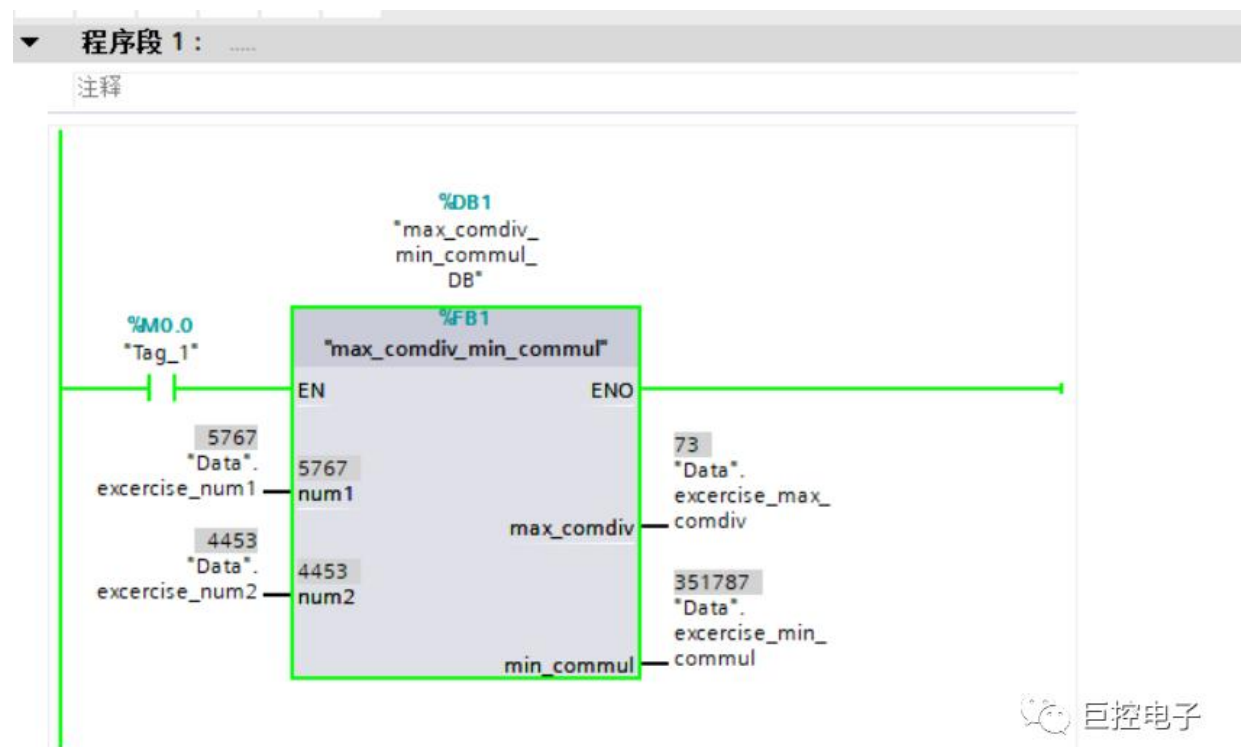 程序段 1： .....
注释
%DB1
"max_comdiv_
min_commul_
DB"
%M0.0
"Tag_1"
%FB1
"max_comdiv_min_commul"
EN
ENO
5767
"Data".
excercise_num1
5767
num1
4453
"Data".
excercise_num2
4453
num2
max_comdiv
73
"Data".
excercise_max_
comdiv
min_commul
351787
"Data".
excercise_min_
commul
巨控电子